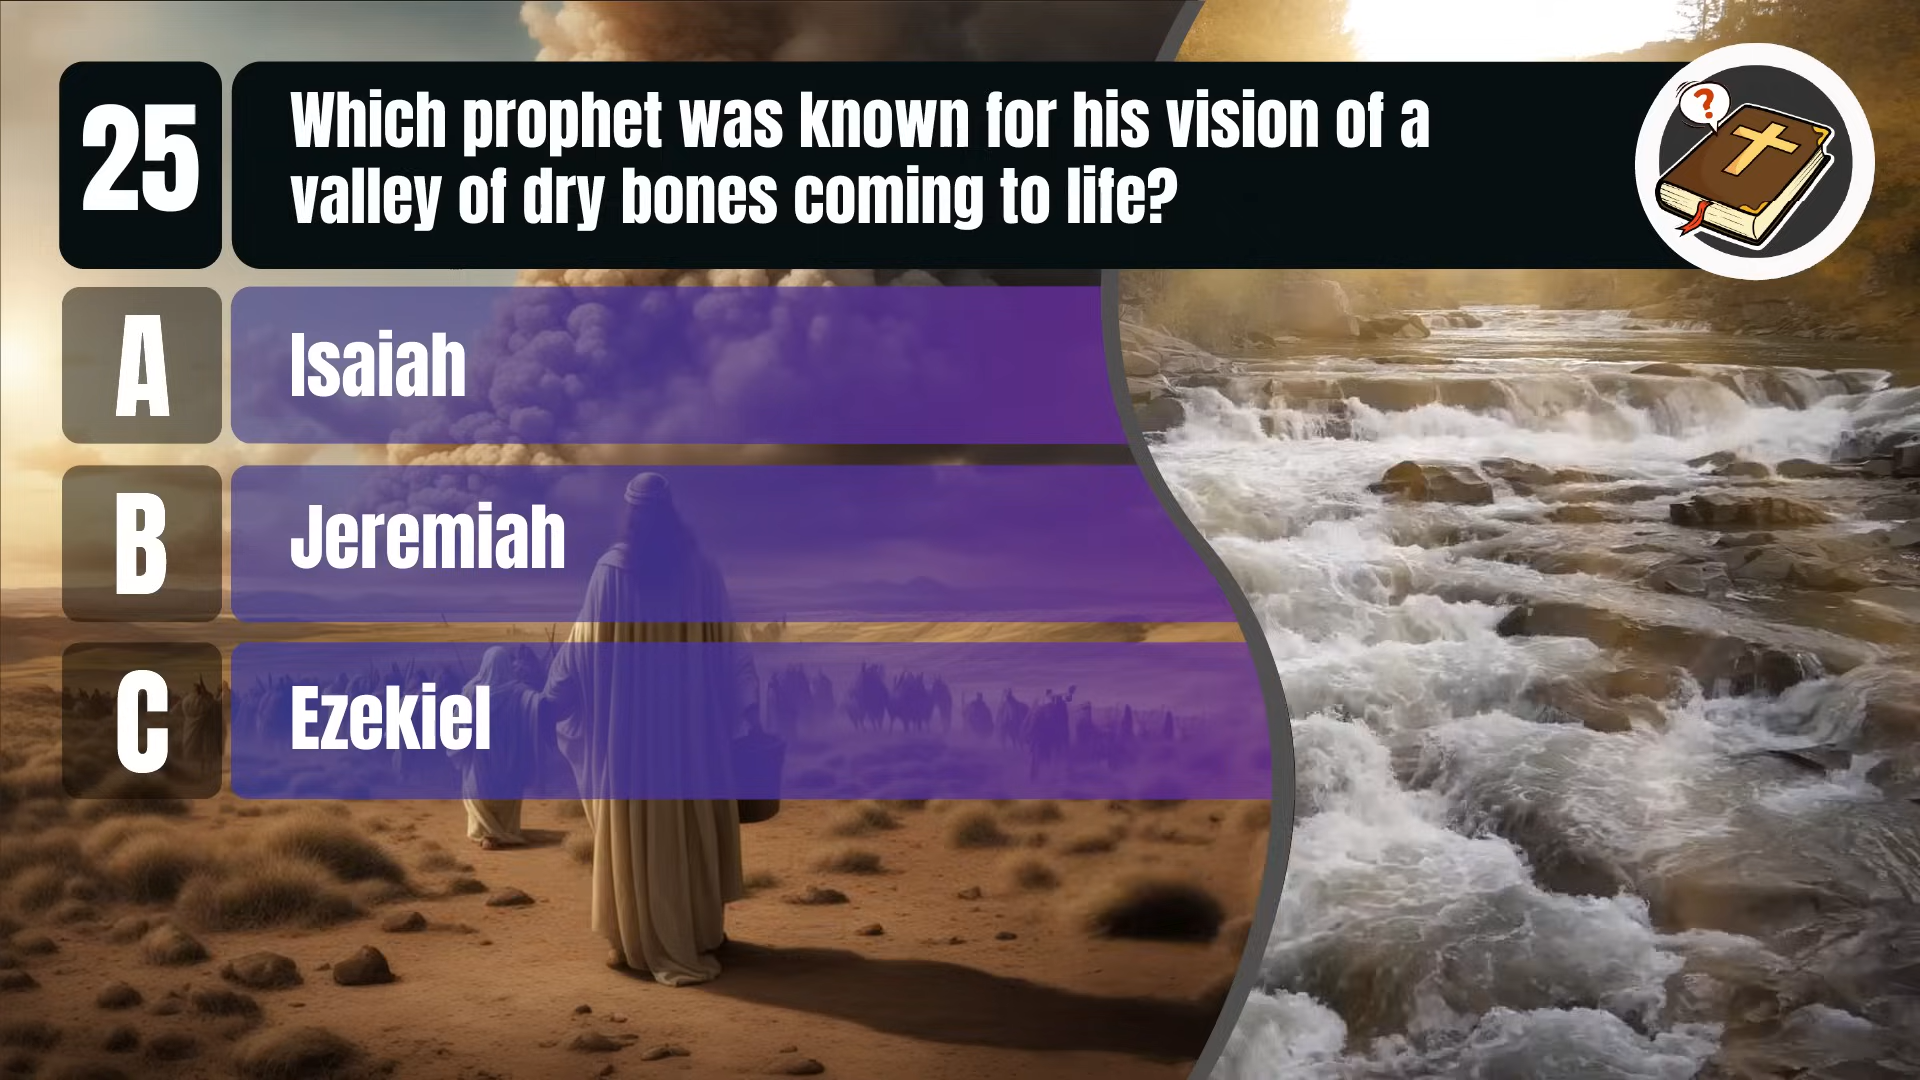 25
Which prophet was known for his vision of a
valley of dry bones coming to life?
?
A
Isaiah
B
Jeremiah
C
Ezekiel